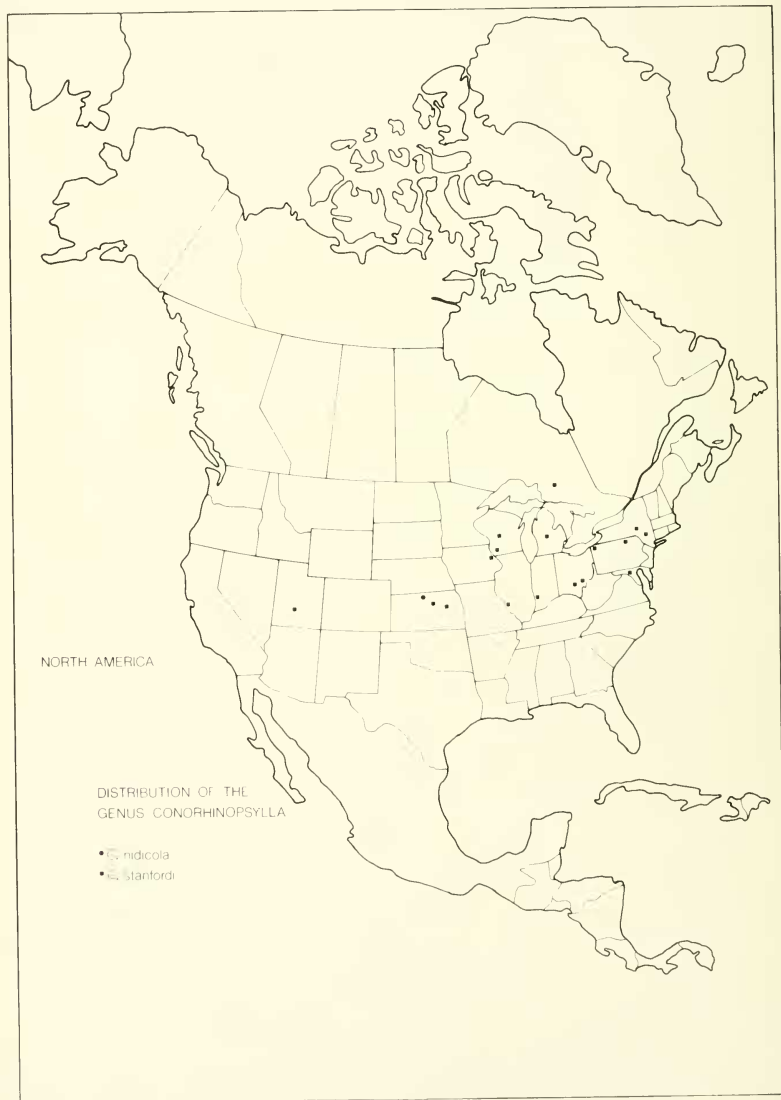 NORTH AMERICA
DISTRIBUTION OF THE
GENUS CONORHINOPSYLLA
nidicola
stanfordi